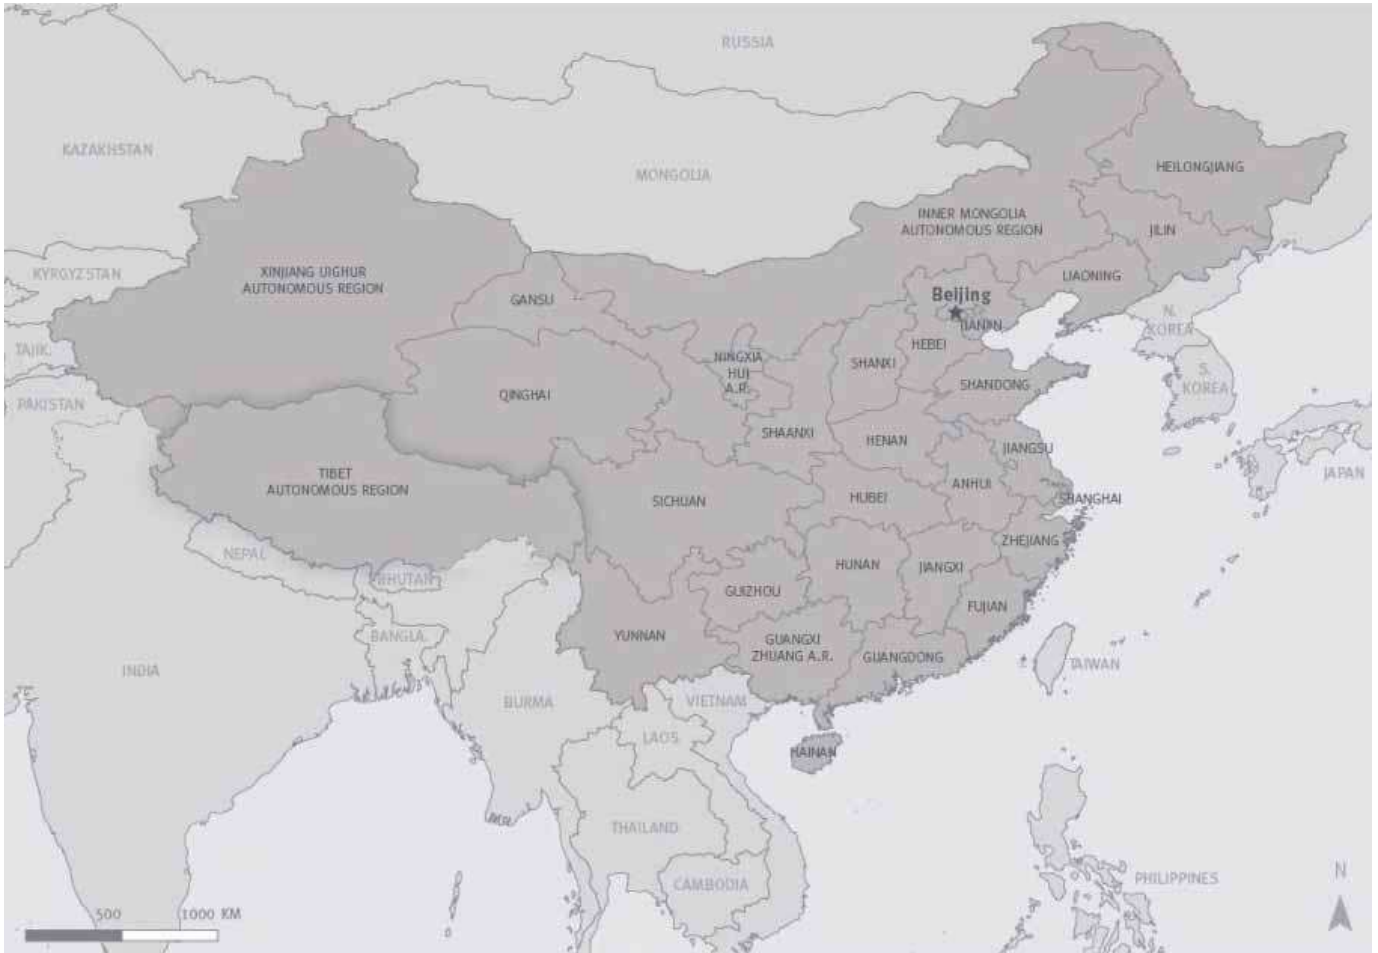 RUSSIA
KAZAKHSTAN
MONGOLIA
HEILONGJIANG
INNER MONGOLIA
AUTONOMOUS REGION
JILIN
KYRGYZSTAN
XINJIANG UIGHUR
AUTONOMOUS REGION
GANSU
LIAONING
Beijing
TIANJIN
N.
KOREA
TAJIK.
NINGXIA
HUI
A.R.
SHANXI
HEBEI
S.
KOREA
PAKISTAN
QINGHAI
SHANDONG
SHAANXI
HENAN
JIANGSU
JAPAN
TIBET
AUTONOMOUS REGION
SICHUAN
HUBEI
ANHUI
SHANGHAI
NEPAL
ZHEJIANG
BHUTAN
HUNAN
JIANGXI
GUIZHOU
FUJIAN
BANGLA.
YUNNAN
GUANGXI
ZHUANG A.R.
GUANGDONG
TAIWAN
INDIA
BURMA
VIETNAM
LAOS
HAINAN
THAILAND
CAMBODIA
PHILIPPINES
N
500 1000 KM